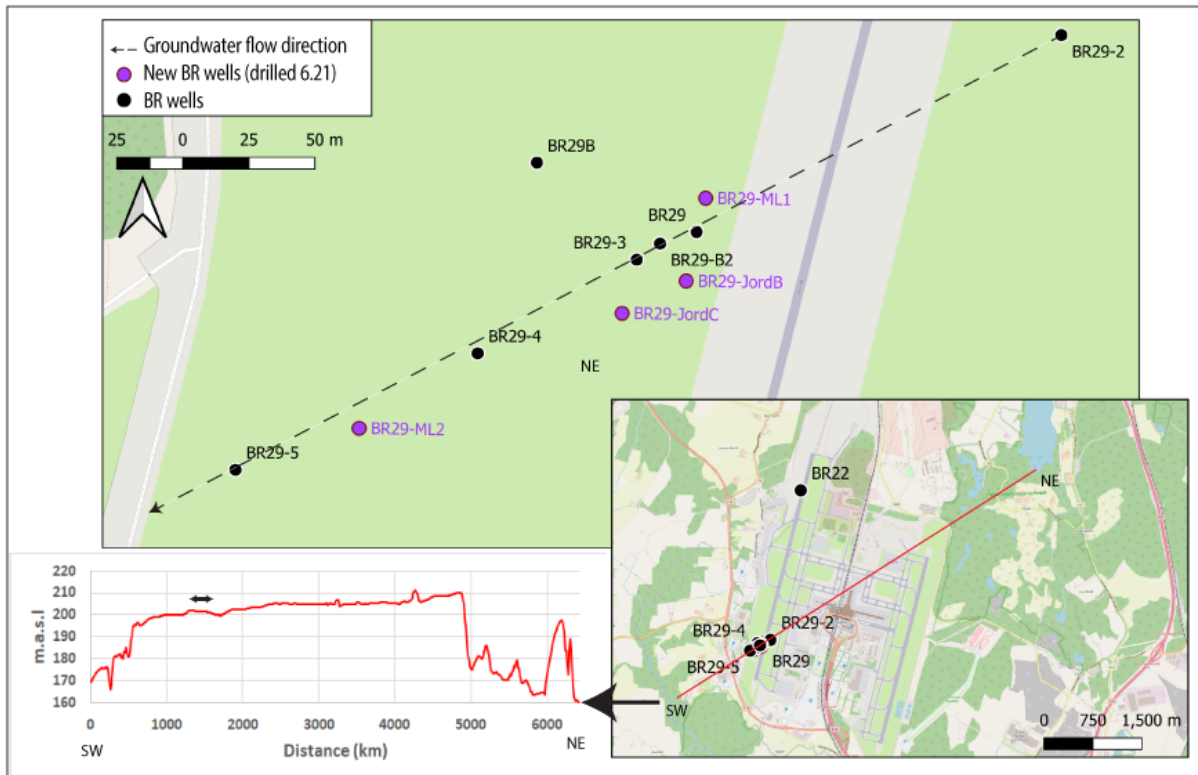 Groundwater flow direction
New BR wells (drilled 6.21)
BR wells
25 0 25 50 m
BR29-2
BR29B
BR29-ML1
BR29
BR29-3
BR29-B2
BR29-JordB
BR29-JordC
BR29-4
NE
BR29-ML2
BR29-5
BR22
NE
BR29-4
BR29-2
BR29-5
BR29
SW
0 750 1,500 m
m.a.s.l
220
210
200
190
180
170
160
0 1000 2000 3000 4000 5000 6000
SW Distance (km) NE